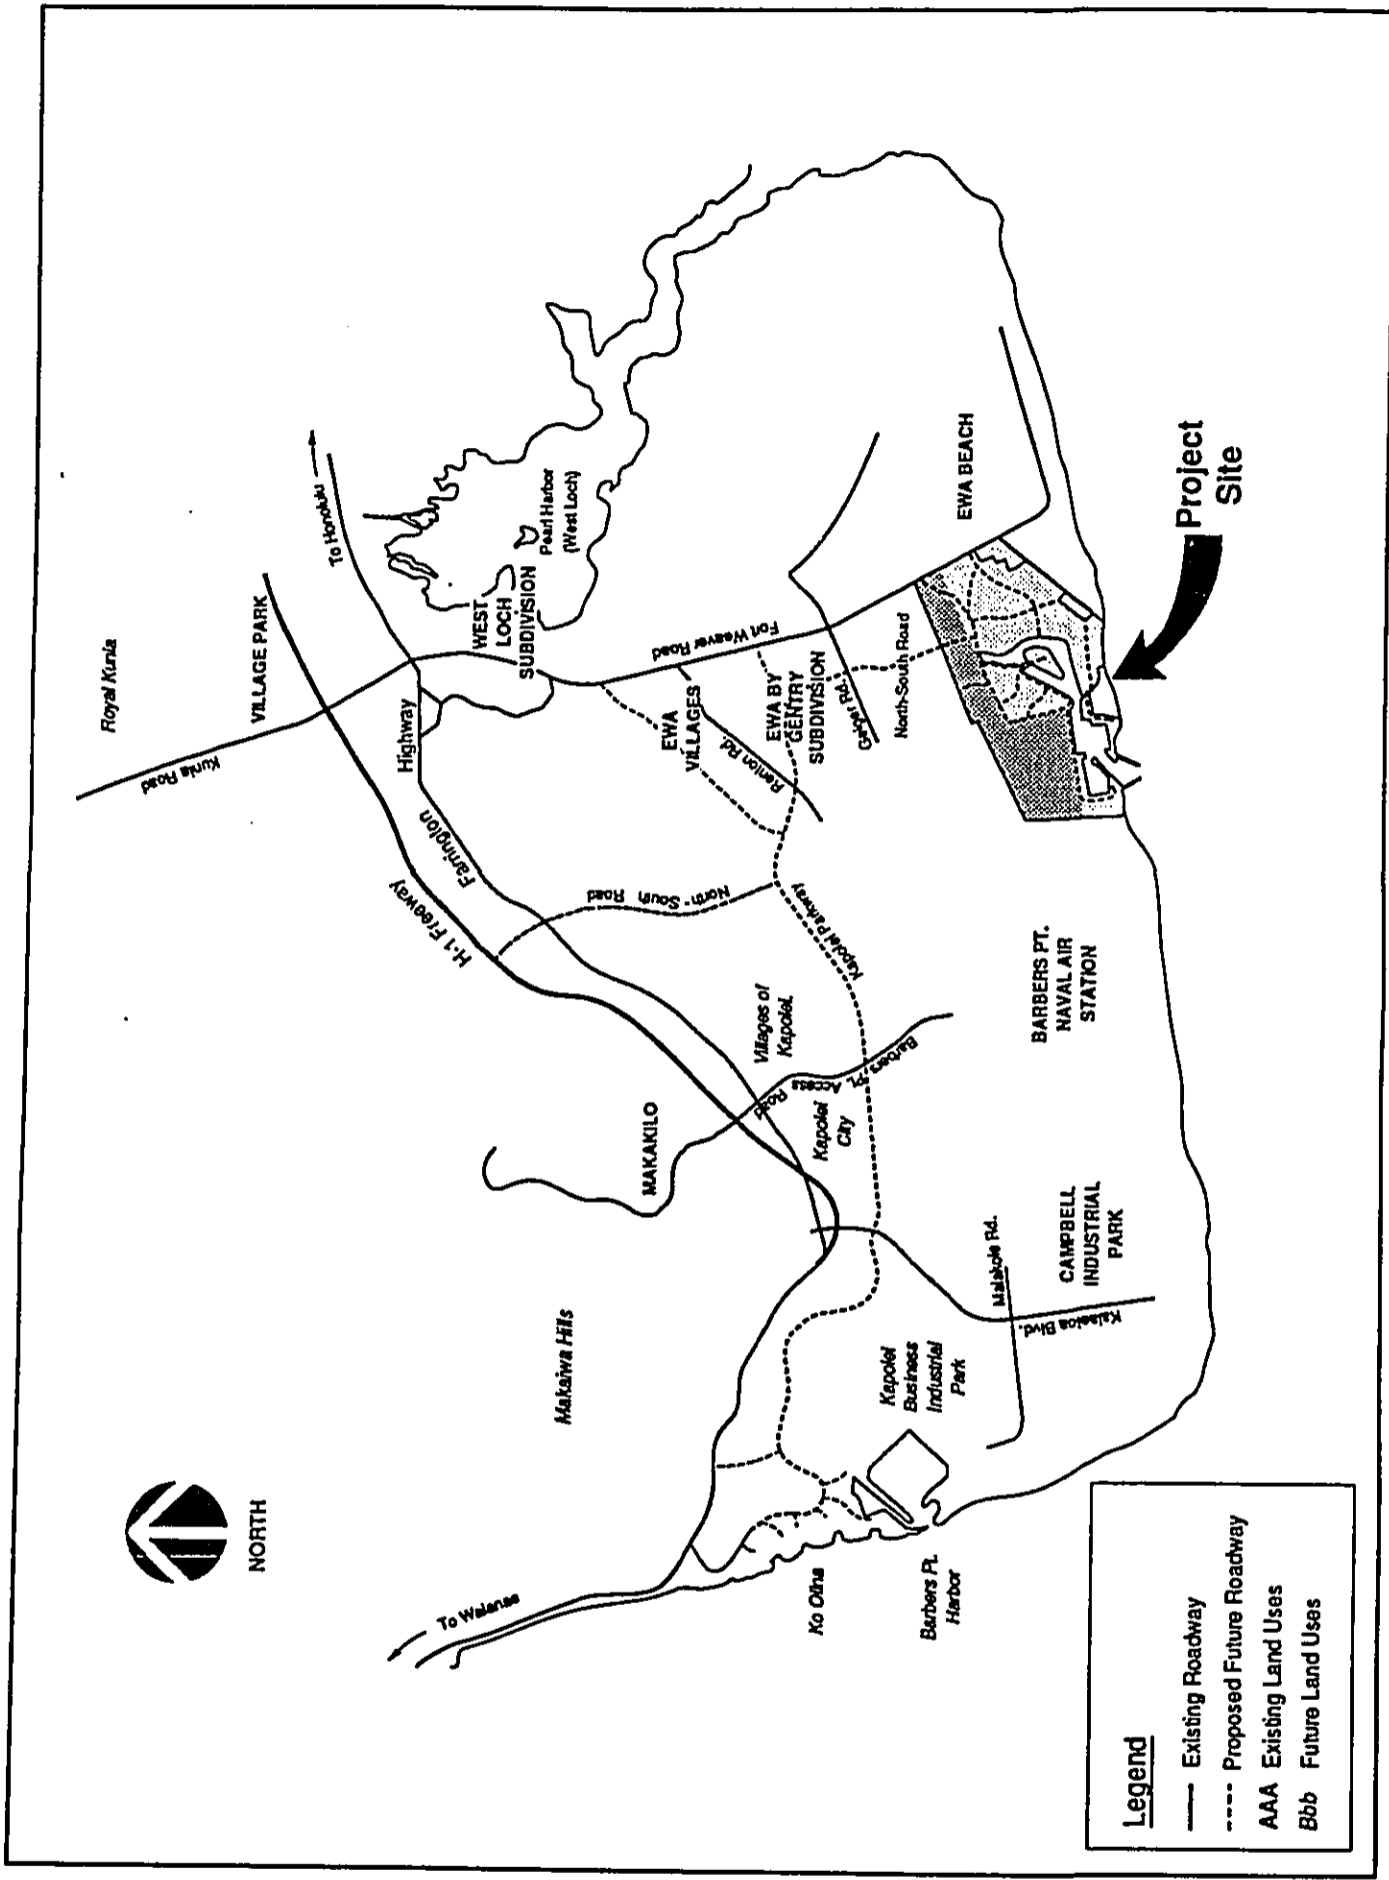 Royal Kunia
VILLAGE PARK
To Honolulu
Kunia Road
H-1 Freeway
Farrington
Highway
WEST
LOCH
SUBDIVISION
Pearl Harbor
(West Loch)
Fort Weaver Road
EWA
VILLAGES
Renton Rd.
EWA BY
GENTRY
SUBDIVISION
Geiger Rd.
North-South Road
EWA BEACH
Project
Site
North - South Road
Kapolei Parkway
Villages of
Kapolei
Barbers Pt. Access Road
Kapolei
City
MAKAKILO
BARBERS PT.
NAVAL AIR
STATION
Makaiwa Hills
CAMPBELL
INDUSTRIAL
PARK
Malakole Rd.
Kalaeloa Blvd.
Kapolei
Business
Industrial
Park
NORTH
To Waianae
Ko Olina
Barbers Pt.
Harbor
Legend
Existing Roadway
Proposed Future Roadway
AAA Existing Land Uses
Bbb Future Land Uses